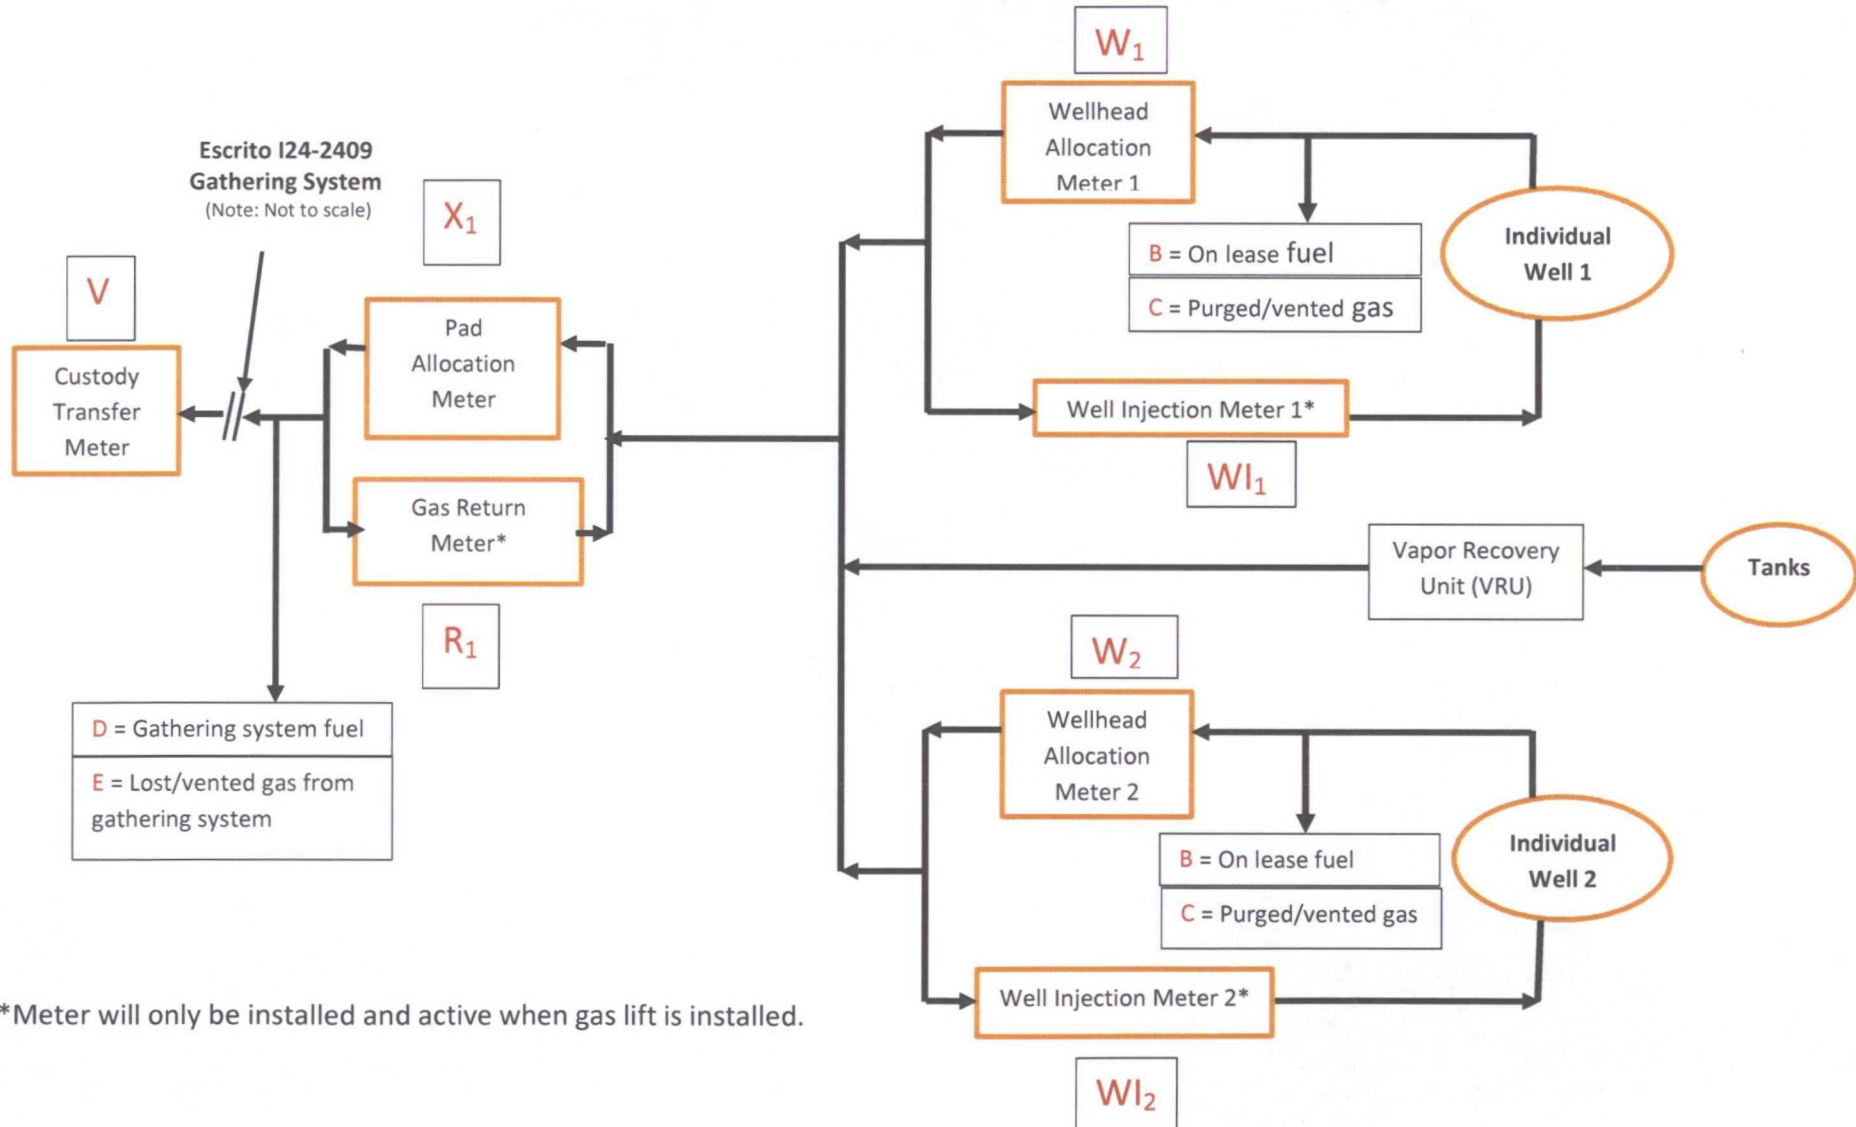 W₁
Wellhead
Allocation
Meter 1
Escrito I24-2409
Gathering System
(Note: Not to scale)
X₁
B = On lease fuel
C = Purged/vented gas
Individual
Well 1
V
Pad
Allocation
Meter
Custody
Transfer
Meter
Well Injection Meter 1*
WI₁
Gas Return
Meter*
R₁
Vapor Recovery
Unit (VRU)
Tanks
W₂
Wellhead
Allocation
Meter 2
D = Gathering system fuel
E = Lost/vented gas from
gathering system
B = On lease fuel
C = Purged/vented gas
Individual
Well 2
Well Injection Meter 2*
WI₂
*Meter will only be installed and active when gas lift is installed.